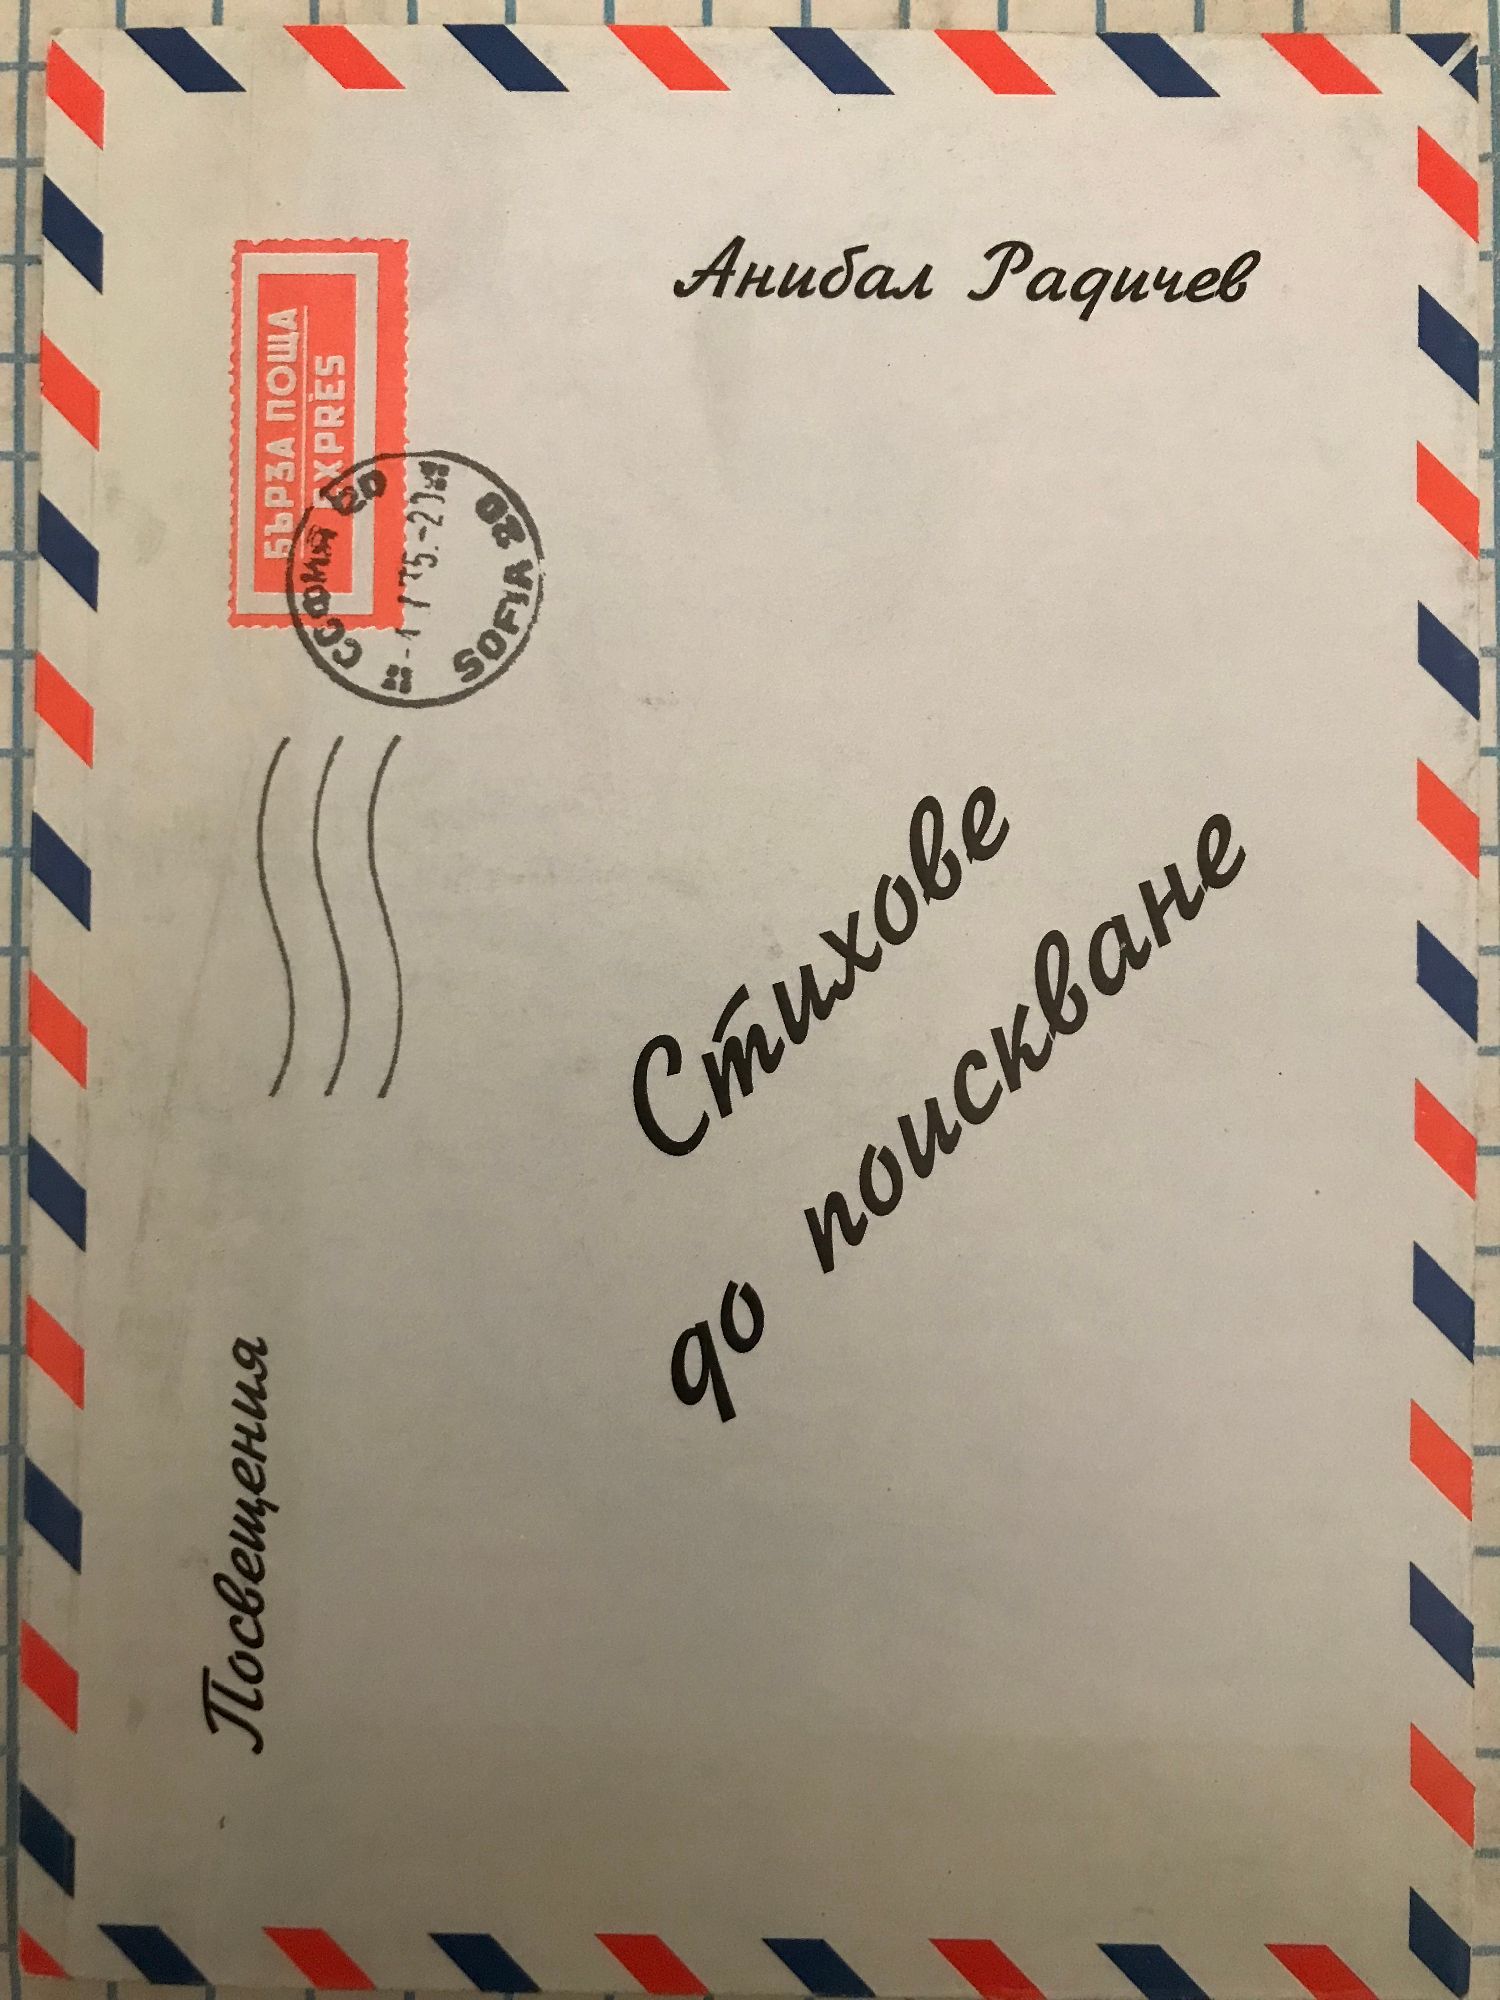 Анибал Радичев
БЪРЗА ПОЩА
EXPRÈS
СОФИЯ 20
SOFIA 20
Стихове
до поискване
Посвещения